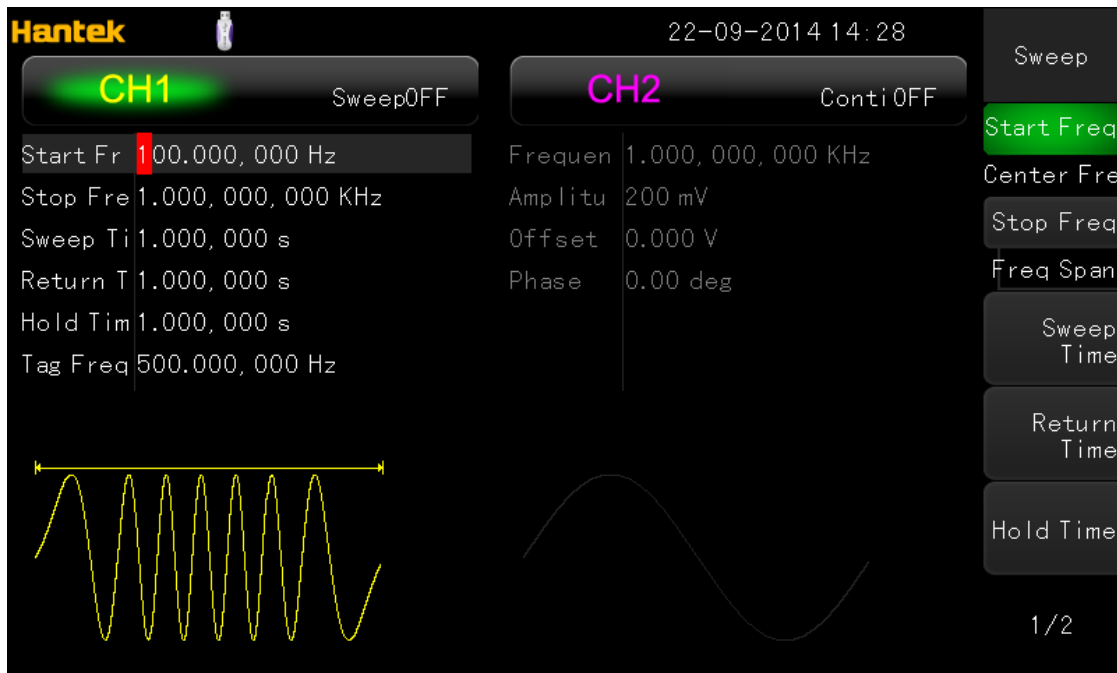 Hantek
22-09-2014 14:28
CH1
SweepOFF
CH2
ContiOFF
Start Fr 100.000,000 Hz
Stop Fre 1.000,000,000 KHz
Sweep Ti 1.000,000 s
Return T 1.000,000 s
Hold Tim 1.000,000 s
Tag Freq 500.000,000 Hz
Frequen 1.000,000,000 KHz
Amplitu 200 mV
Offset 0.000 V
Phase 0.00 deg
Sweep
Start Freq
Center Fre
Stop Freq
Freq Span
Sweep
Time
Return
Time
Hold Time
1/2